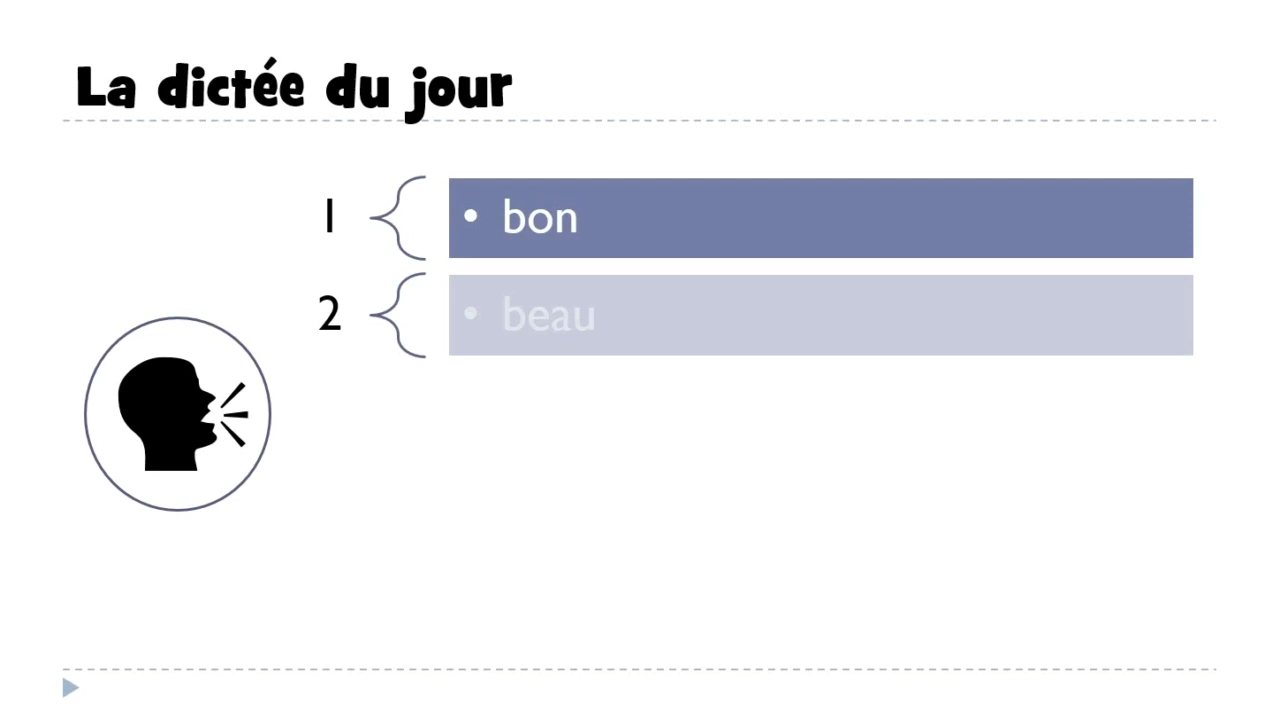 La dictée du jour
1
• bon
2
• beau